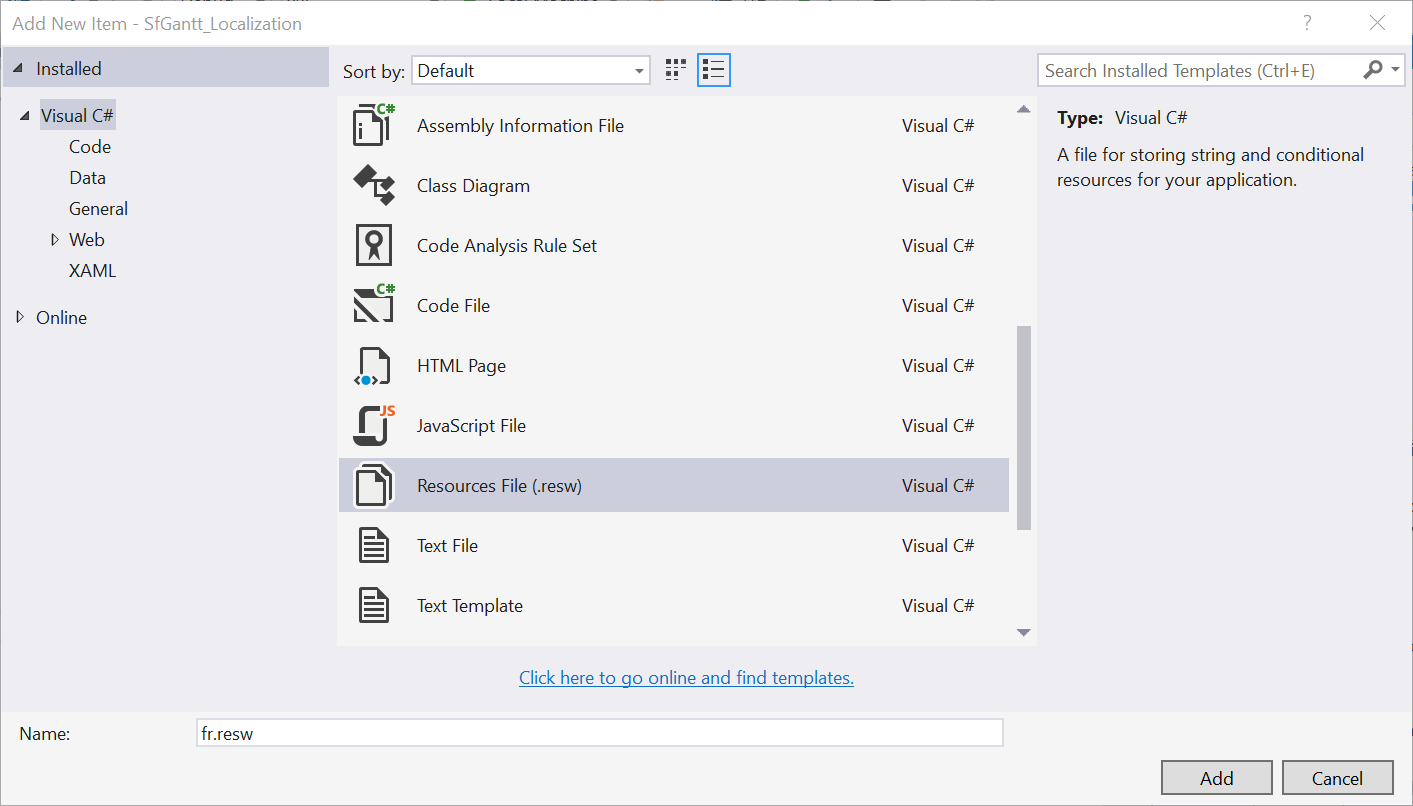 Add New Item - SfGantt_Localization
?
Installed
Sort by: Default
Search Installed Templates (Ctrl+E)
Visual C#
Code
Data
General
Web
XAML
Online
C#
Assembly Information File Visual C#
Class Diagram Visual C#
Code Analysis Rule Set Visual C#
C#
Code File Visual C#
HTML Page Visual C#
JS
JavaScript File Visual C#
Resources File (.resw) Visual C#
Text File Visual C#
Text Template Visual C#
Type: Visual C#
A file for storing string and conditional
resources for your application.
Click here to go online and find templates.
Name: fr.resw
Add Cancel